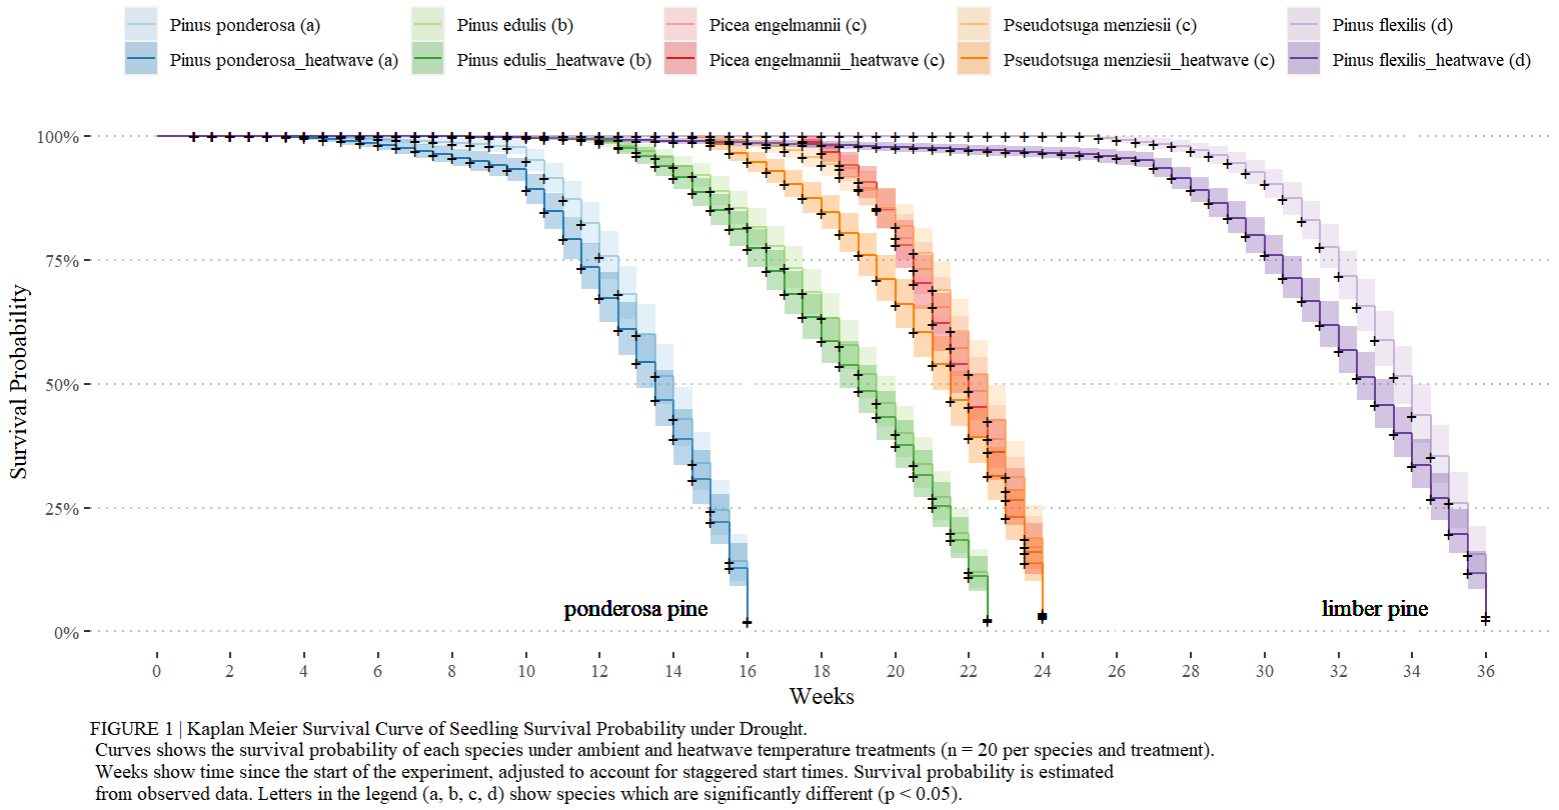 Pinus ponderosa (a) Pinus edulis (b) Picea engelmannii (c) Pseudotsuga menziesii (c) Pinus flexilis (d)
Pinus ponderosa_heatwave (a) Pinus edulis_heatwave (b) Picea engelmannii_heatwave (c) Pseudotsuga menziesii_heatwave (c) Pinus flexilis_heatwave (d)
Survival Probability
100%
75%
50%
25%
0%
ponderosa pine limber pine
0 2 4 6 8 10 12 14 16 18 20 22 24 26 28 30 32 34 36
Weeks
FIGURE 1 | Kaplan Meier Survival Curve of Seedling Survival Probability under Drought.
Curves shows the survival probability of each species under ambient and heatwave temperature treatments (n = 20 per species and treatment).
Weeks show time since the start of the experiment, adjusted to account for staggered start times. Survival probability is estimated
from observed data. Letters in the legend (a, b, c, d) show species which are significantly different (p < 0.05).